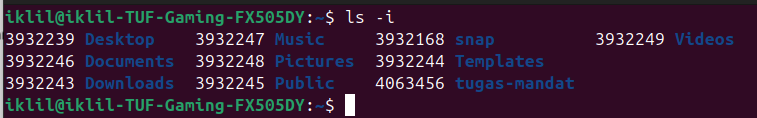 iklil@iklil-TUF-Gaming-FX505DY:~$ ls -i
3932239 Desktop    3932247 Music     3932168 snap          3932249 Videos
3932246 Documents  3932248 Pictures  3932244 Templates
3932243 Downloads  3932245 Public    4063456 tugas-mandat
iklil@iklil-TUF-Gaming-FX505DY:~$